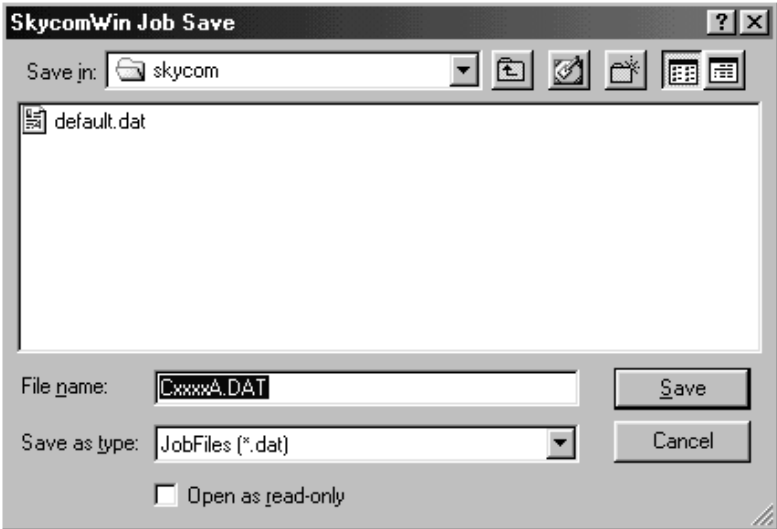 SkycomWin Job Save
Save in: skycom
default.dat
File name: CxxxxA.DAT Save
Save as type: JobFiles (*.dat) Cancel
Open as read-only